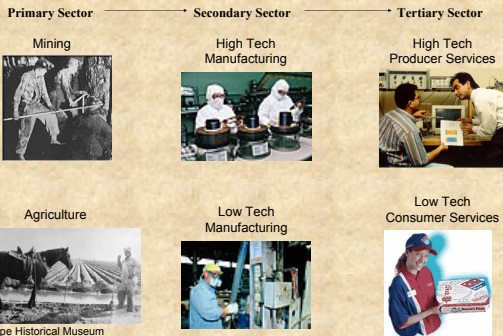 Primary Sector
Secondary Sector
Tertiary Sector
Mining
High Tech
Manufacturing
High Tech
Producer Services
Agriculture
Low Tech
Manufacturing
Low Tech
Consumer Services
pe Historical Museum